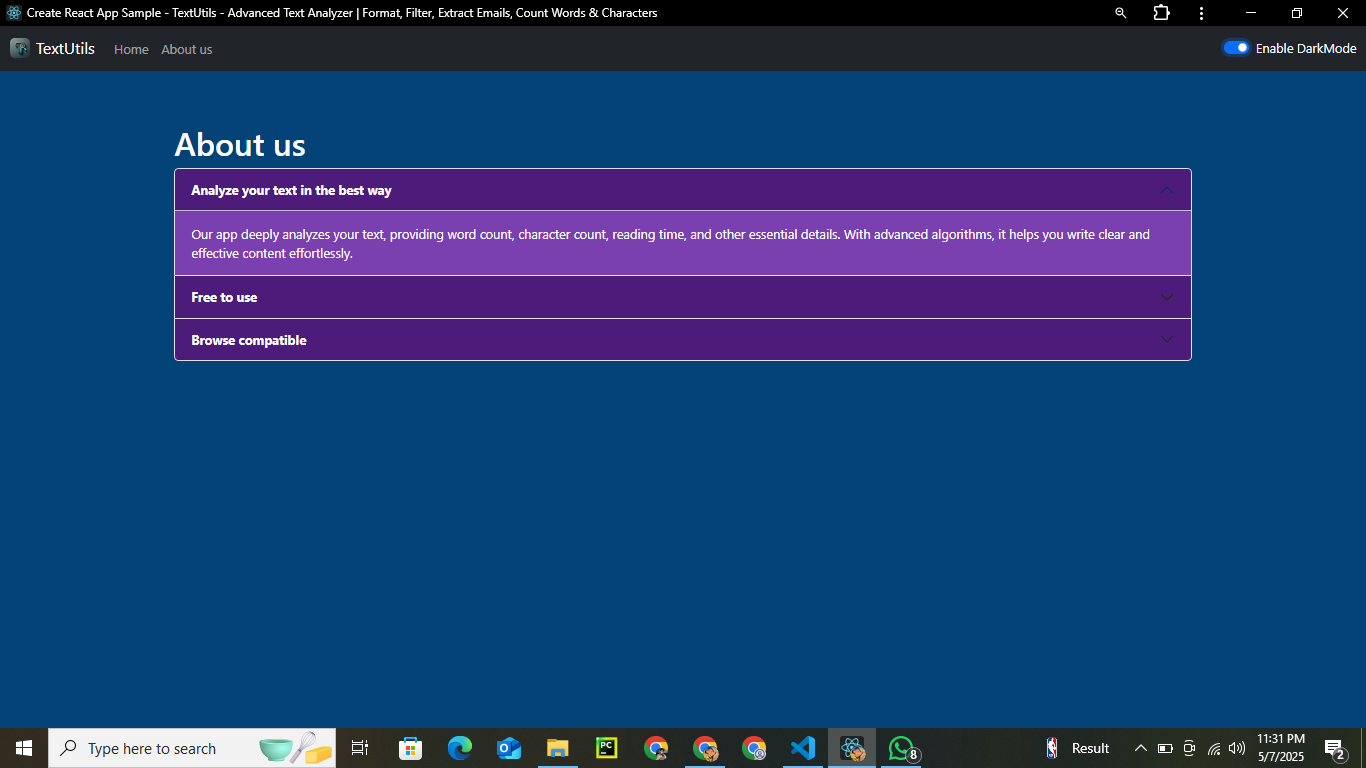 Create React App Sample - TextUtils - Advanced Text Analyzer | Format, Filter, Extract Emails, Count Words & Characters
TextUtils Home About us Enable DarkMode
About us
Analyze your text in the best way
Our app deeply analyzes your text, providing word count, character count, reading time, and other essential details. With advanced algorithms, it helps you write clear and
effective content effortlessly.
Free to use
Browse compatible
Type here to search
PC
8
Result
11:31 PM
5/7/2025
2